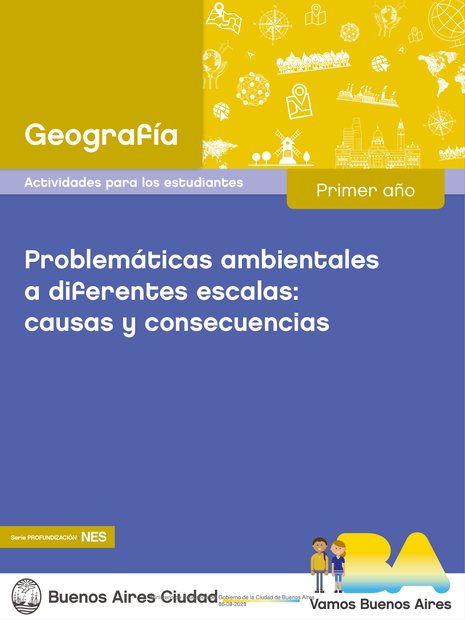 Geografía
Actividades para los estudiantes
Primer año
Problemáticas ambientales
a diferentes escalas:
causas y consecuencias
Serie PROFUNDIZACIÓN NES
BA
Buenos Aires Ciudad
Gobierno de la Ciudad de Buenos Aires
Vamos Buenos Aires